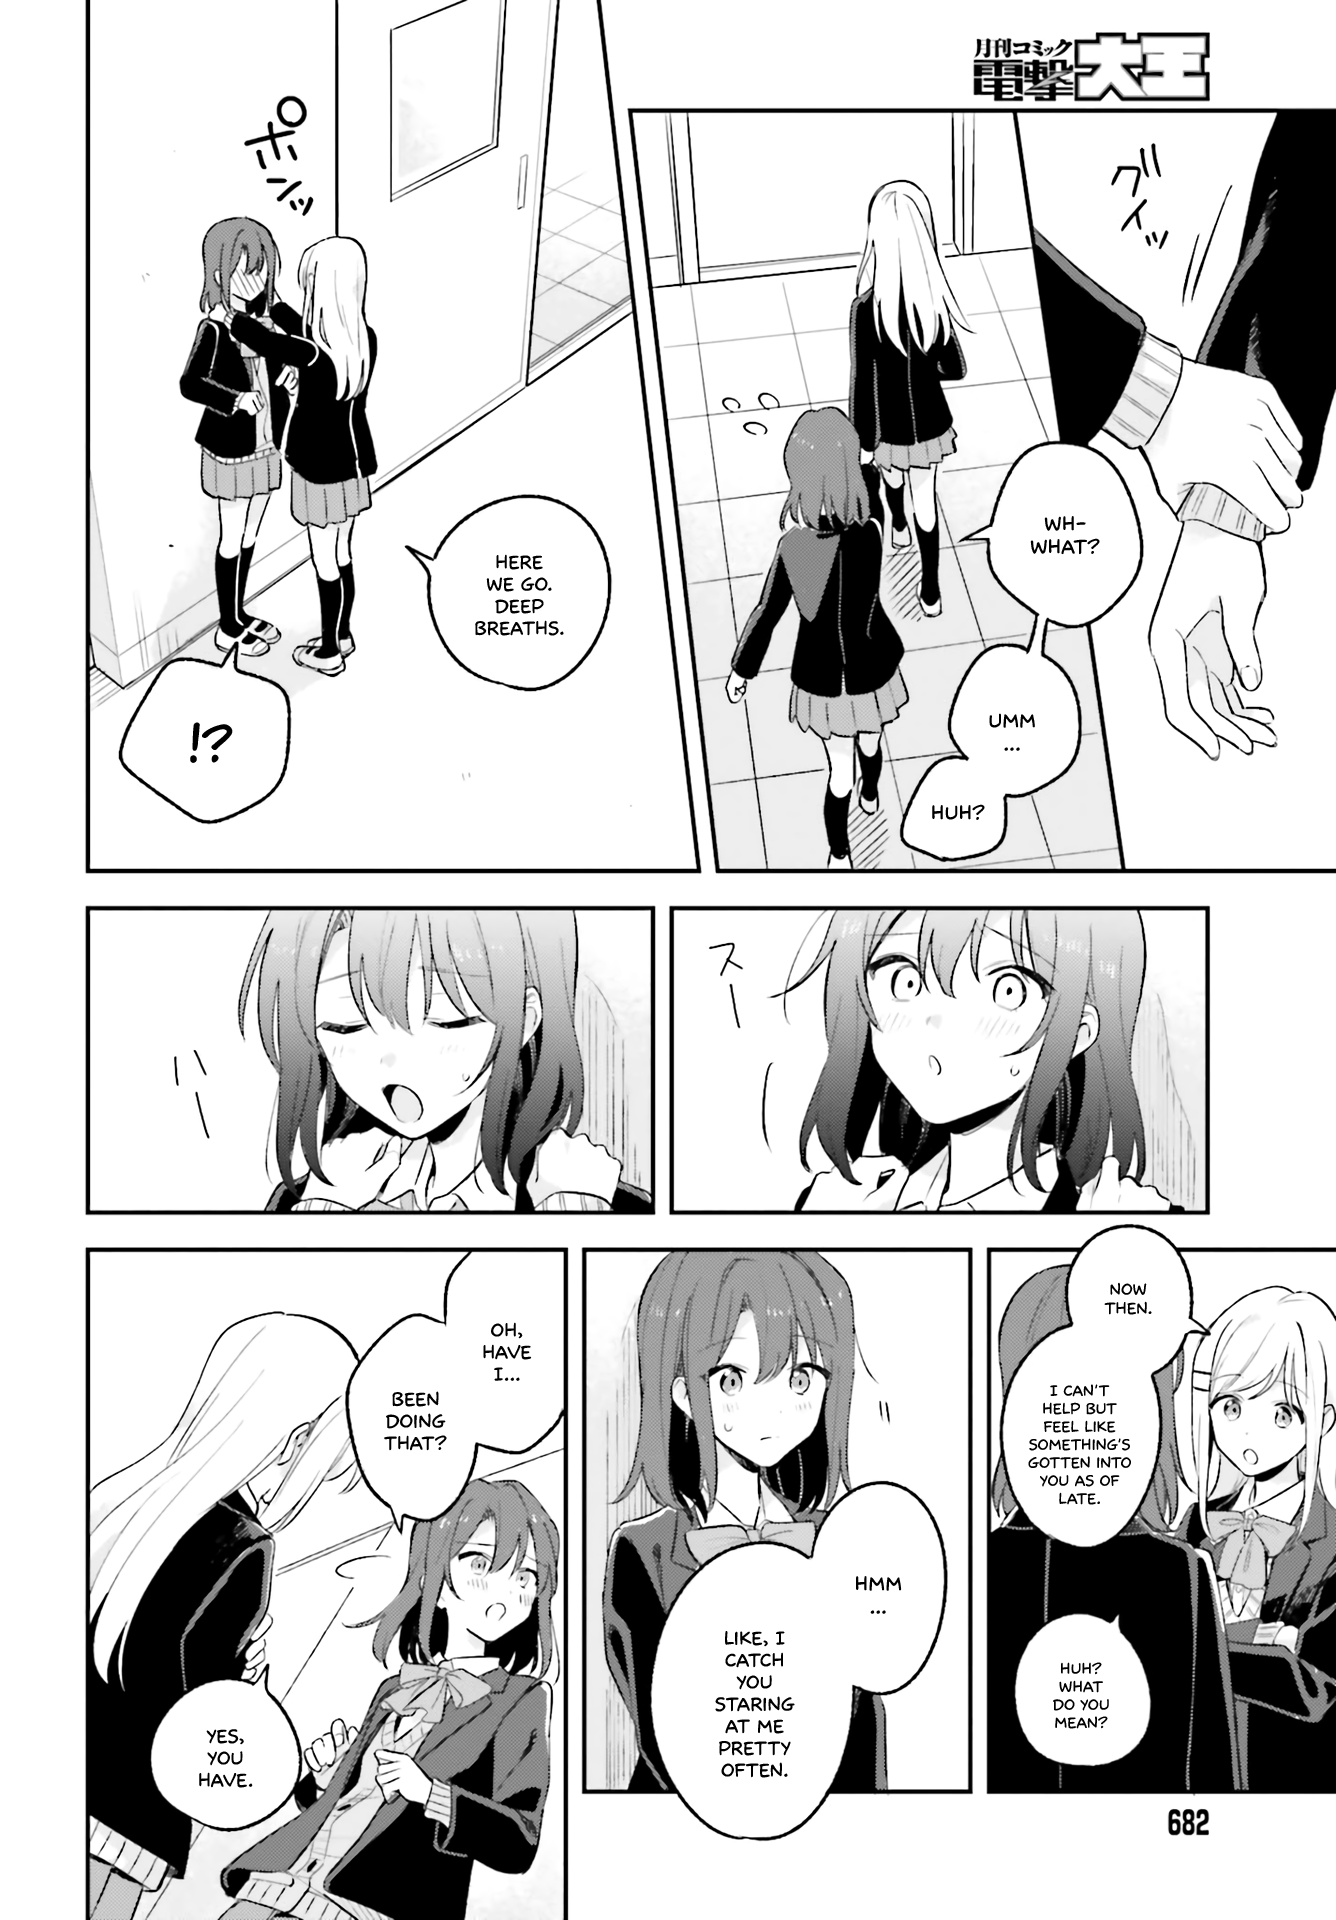 月刊コミック
電撃大王
グイッ
WH-
WHAT?
UMM
...
HUH?
ポンッ
HERE
WE GO.
DEEP
BREATHS.
!?
スー
ハー
NOW
THEN.
I CAN'T
HELP BUT
FEEL LIKE
SOMETHING'S
GOTTEN INTO
YOU AS OF
LATE.
HUH?
WHAT
DO YOU
MEAN?
HMM
...
LIKE, I
CATCH
YOU
STARING
AT ME
PRETTY
OFTEN.
OH,
HAVE
I...
BEEN
DOING
THAT?
YES,
YOU
HAVE.
682